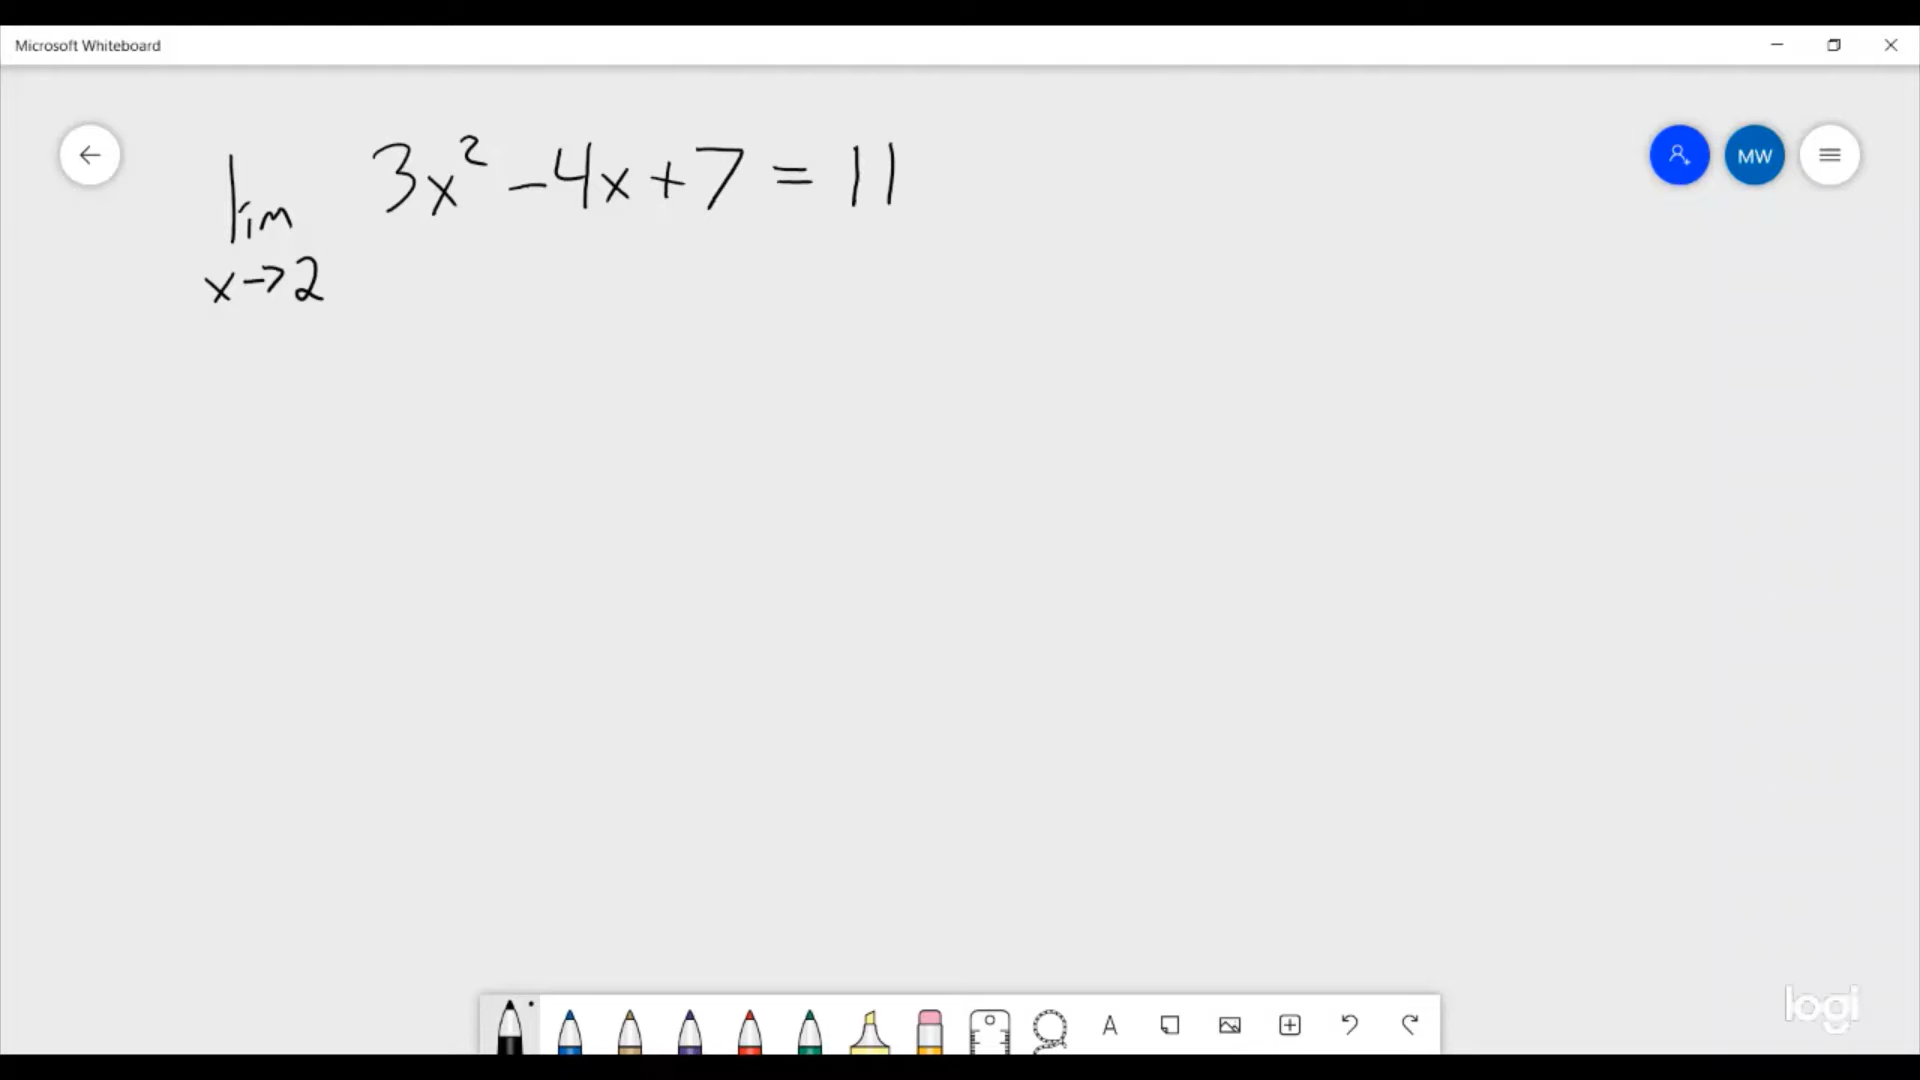 Microsoft Whiteboard
lim 3x² -4x+7 = 11
x→2
MW
A
logi